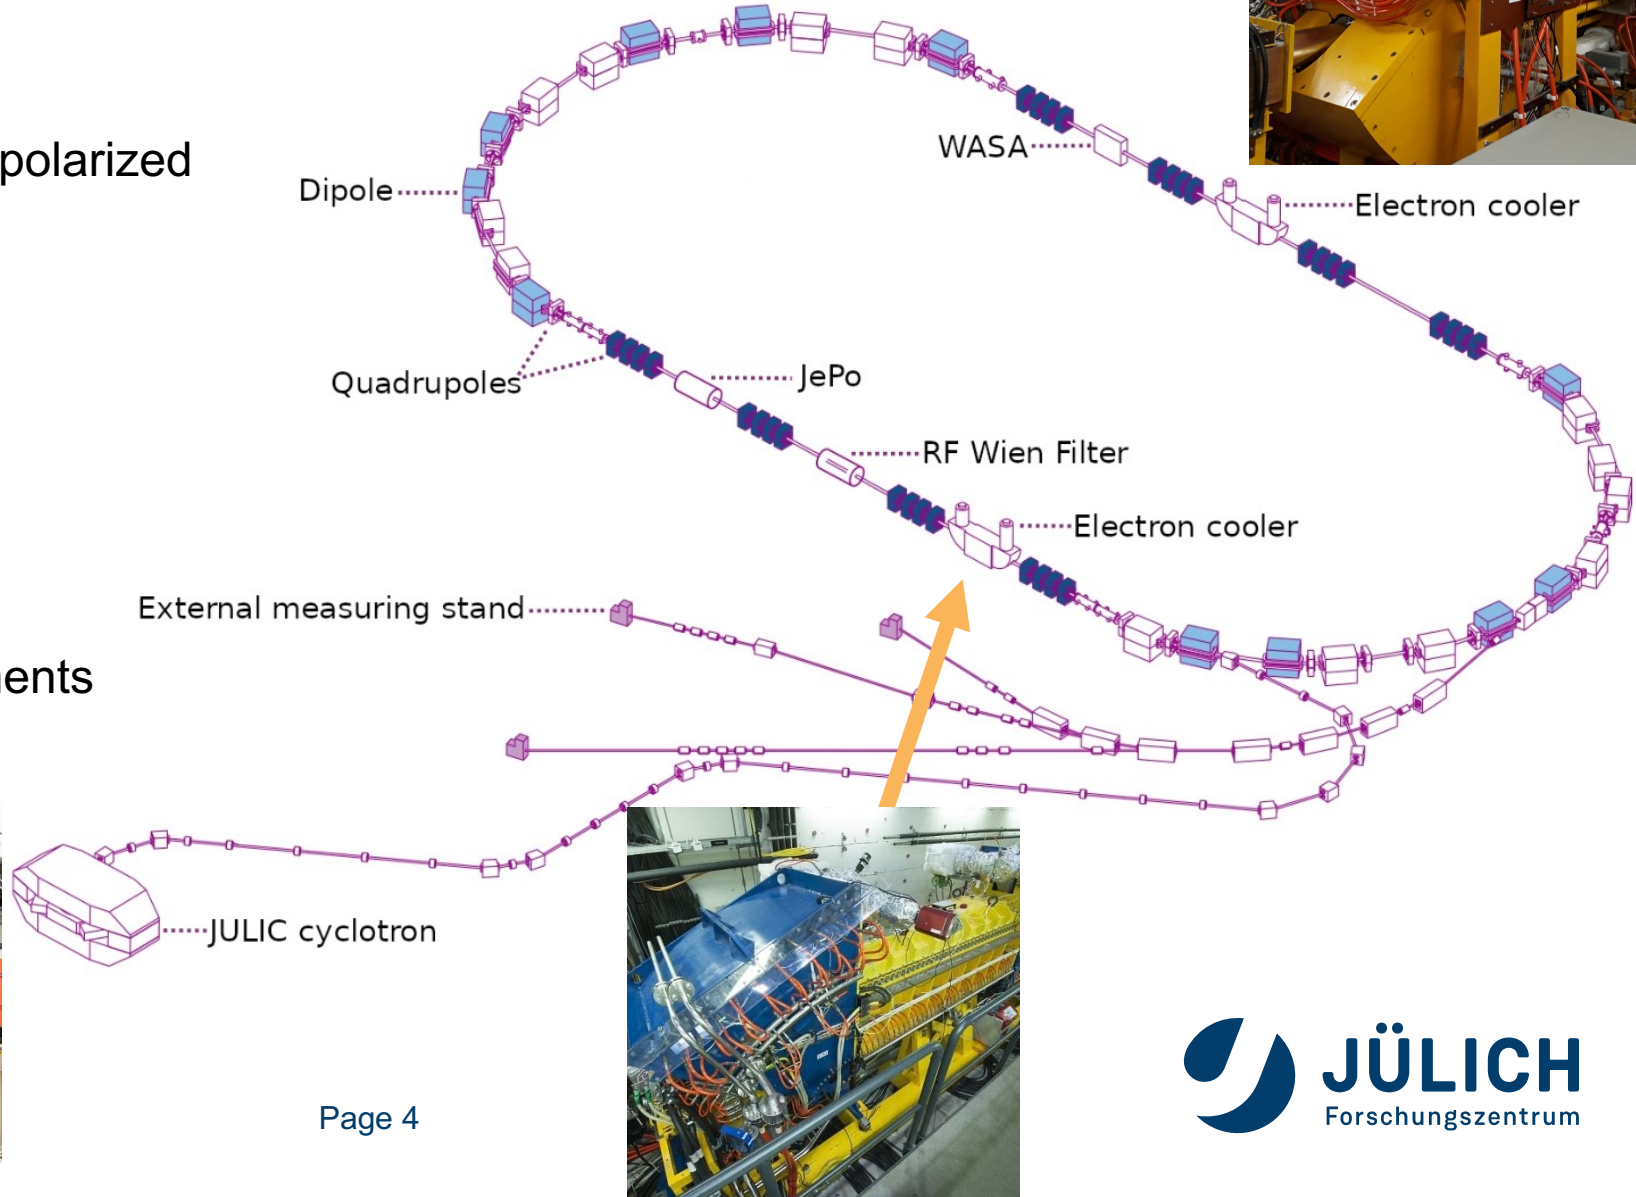 polarized
WASA
Dipole
Electron cooler
Quadrupoles
JePo
RF Wien Filter
Electron cooler
External measuring stand
ents
JULIC cyclotron
JÜLICH
Forschungszentrum
Page 4